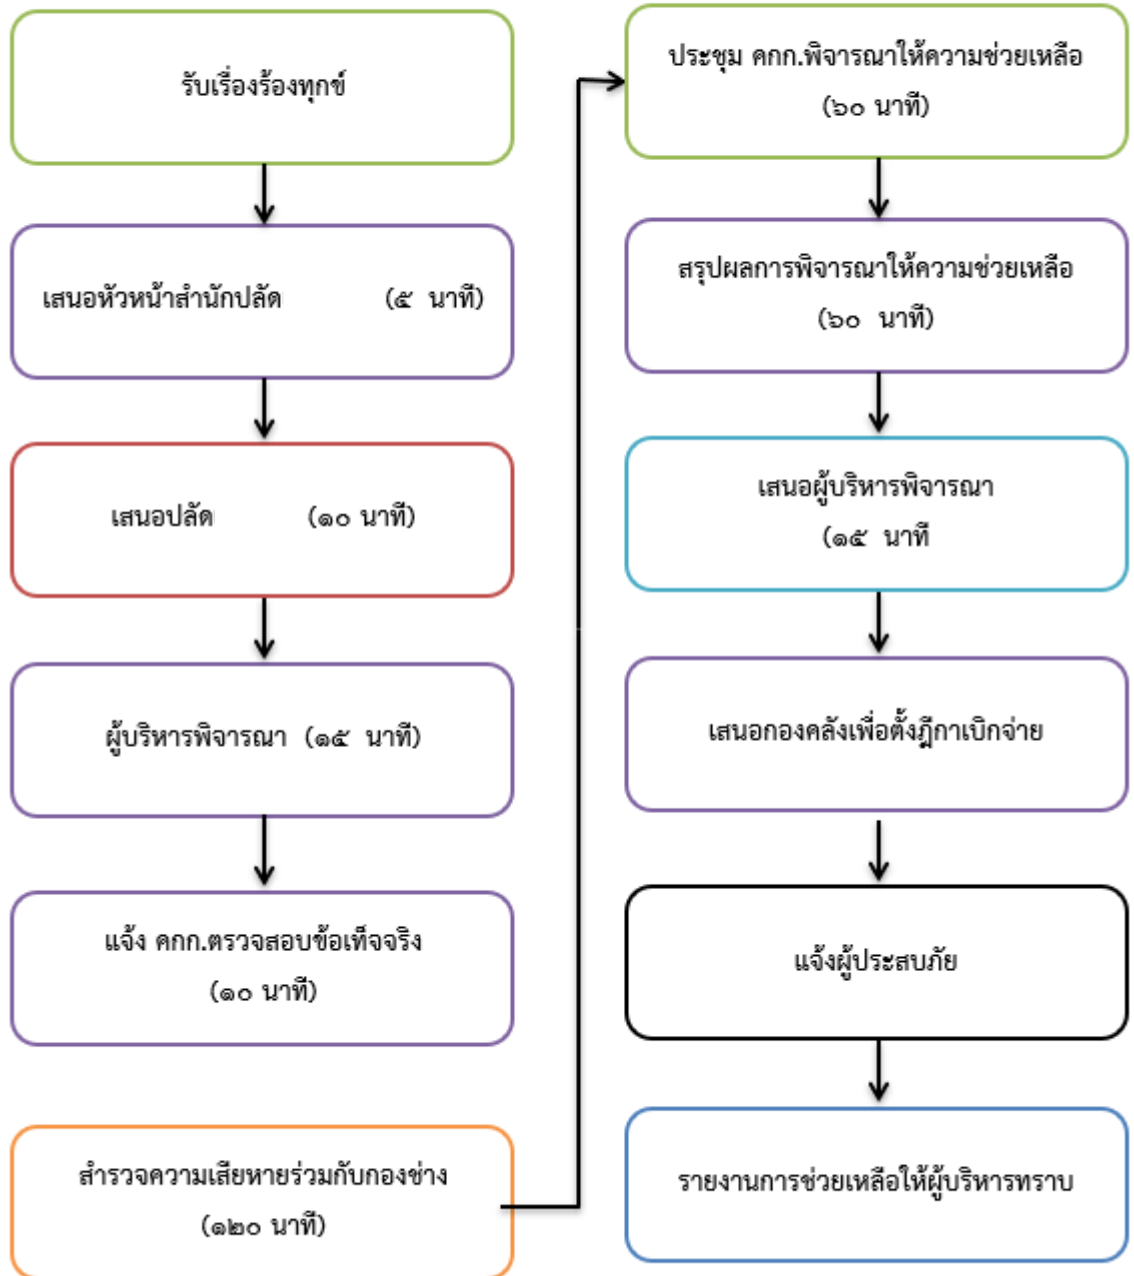 รับเรื่องร้องทุกข์
เสนอหัวหน้าสำนักปลัด (๕ นาที)
เสนอปลัด (๑๐ นาที)
ผู้บริหารพิจารณา (๑๕ นาที)
แจ้ง คกก.ตรวจสอบข้อเท็จจริง
(๑๐ นาที)
สำรวจความเสียหายร่วมกับกองช่าง
(๑๒๐ นาที)
ประชุม คกก.พิจารณาให้ความช่วยเหลือ
(๖๐ นาที)
สรุปผลการพิจารณาให้ความช่วยเหลือ
(๖๐ นาที)
เสนอผู้บริหารพิจารณา
(๑๕ นาที
เสนอกองคลังเพื่อตั้งฎีกาเบิกจ่าย
แจ้งผู้ประสบภัย
รายงานการช่วยเหลือให้ผู้บริหารทราบ